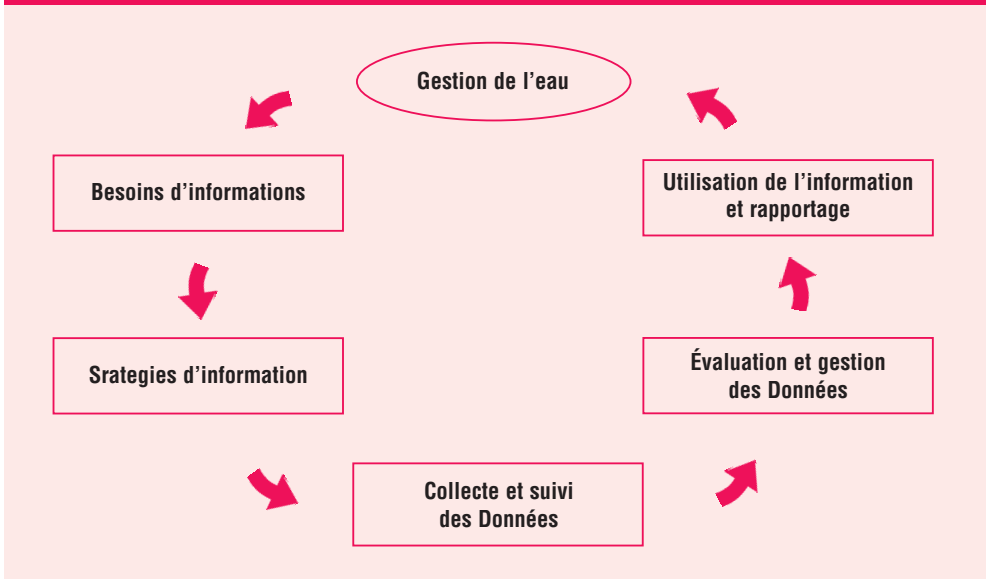 Gestion de l’eau
Besoins d’informations
Utilisation de l’information
et rapportage
Srategies d’information
Évaluation et gestion
des Données
Collecte et suivi
des Données